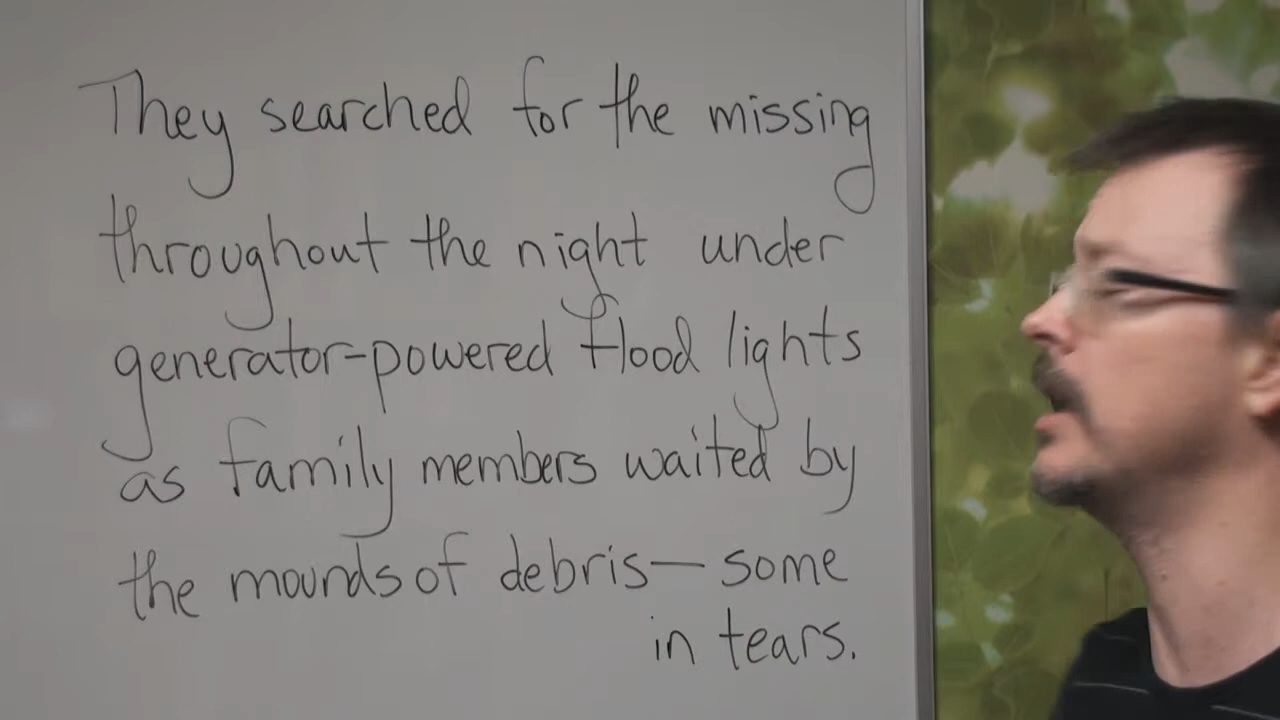 They searched for the missing
throughout the night under
generator-powered flood lights
as family members waited by
the mounds of debris—some
in tears.